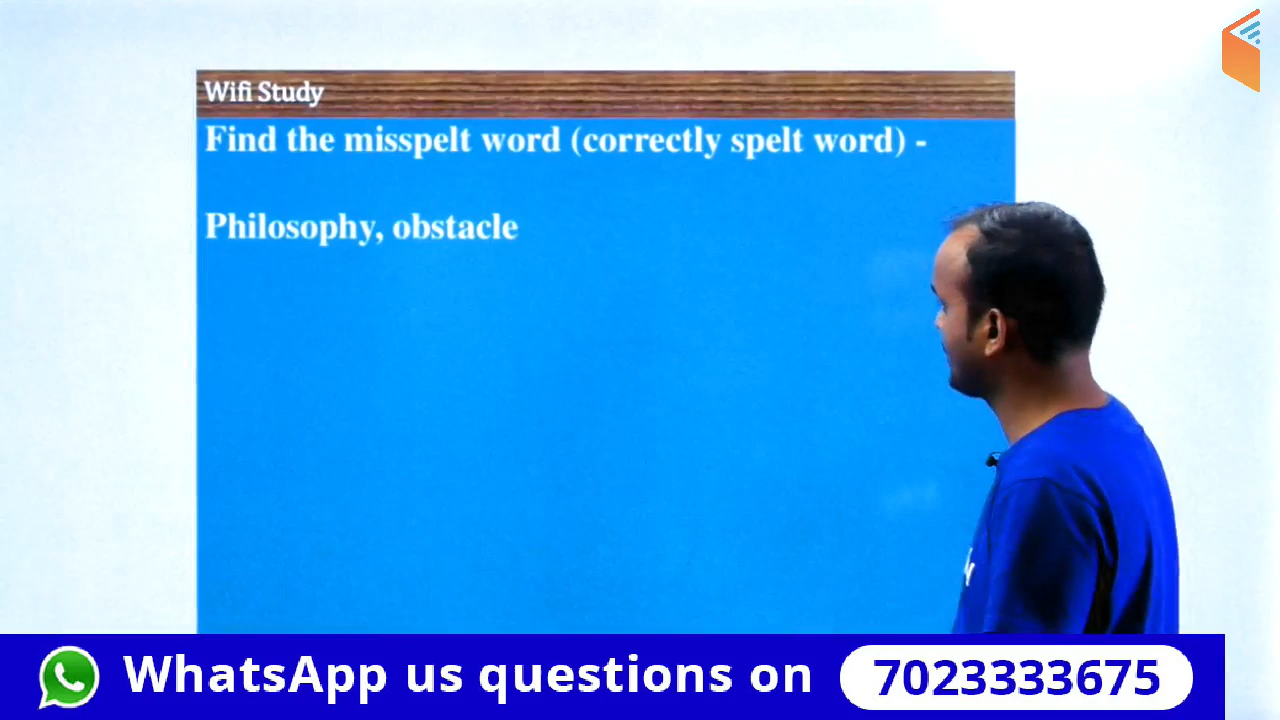 Wifi Study
Find the misspelt word (correctly spelt word) -
Philosophy, obstacle
WhatsApp us questions on 7023333675